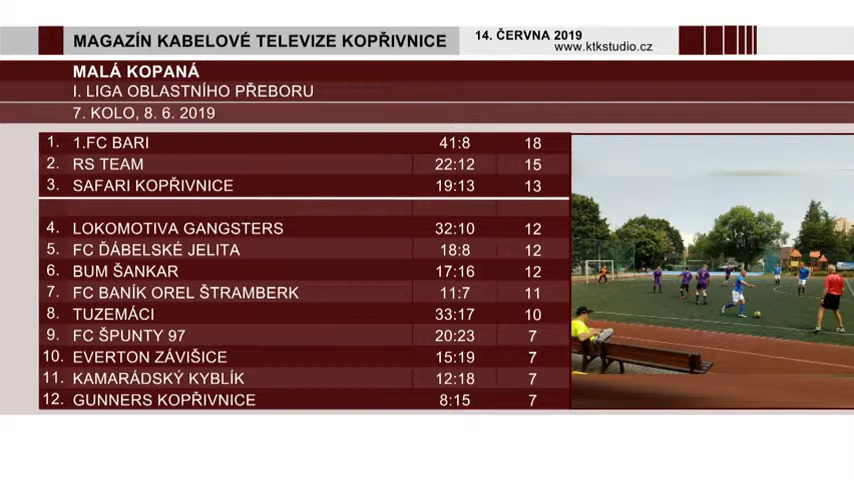 MAGAZÍN KABELOVÉ TELEVIZE KOPŘIVNICE
14. ČERVNA 2019
www.ktkstudio.cz
MALÁ KOPANÁ
I. LIGA OBLASTNÍHO PŘEBORU
7. KOLO, 8. 6. 2019
1. 1.FC BARI 41:8 18
2. RS TEAM 22:12 15
3. SAFARI KOPŘIVNICE 19:13 13
4. LOKOMOTIVA GANGSTERS 32:10 12
5. FC ĎÁBELSKÉ JELITA 18:8 12
6. BUM ŠANKAR 17:16 12
7. FC BANÍK OREL ŠTRAMBERK 11:7 11
8. TUZEMÁCI 33:17 10
9. FC ŠPUNTY 97 20:23 7
10. EVERTON ZÁVIŠICE 15:19 7
11. KAMARÁDSKÝ KYBLÍK 12:18 7
12. GUNNERS KOPŘIVNICE 8:15 7